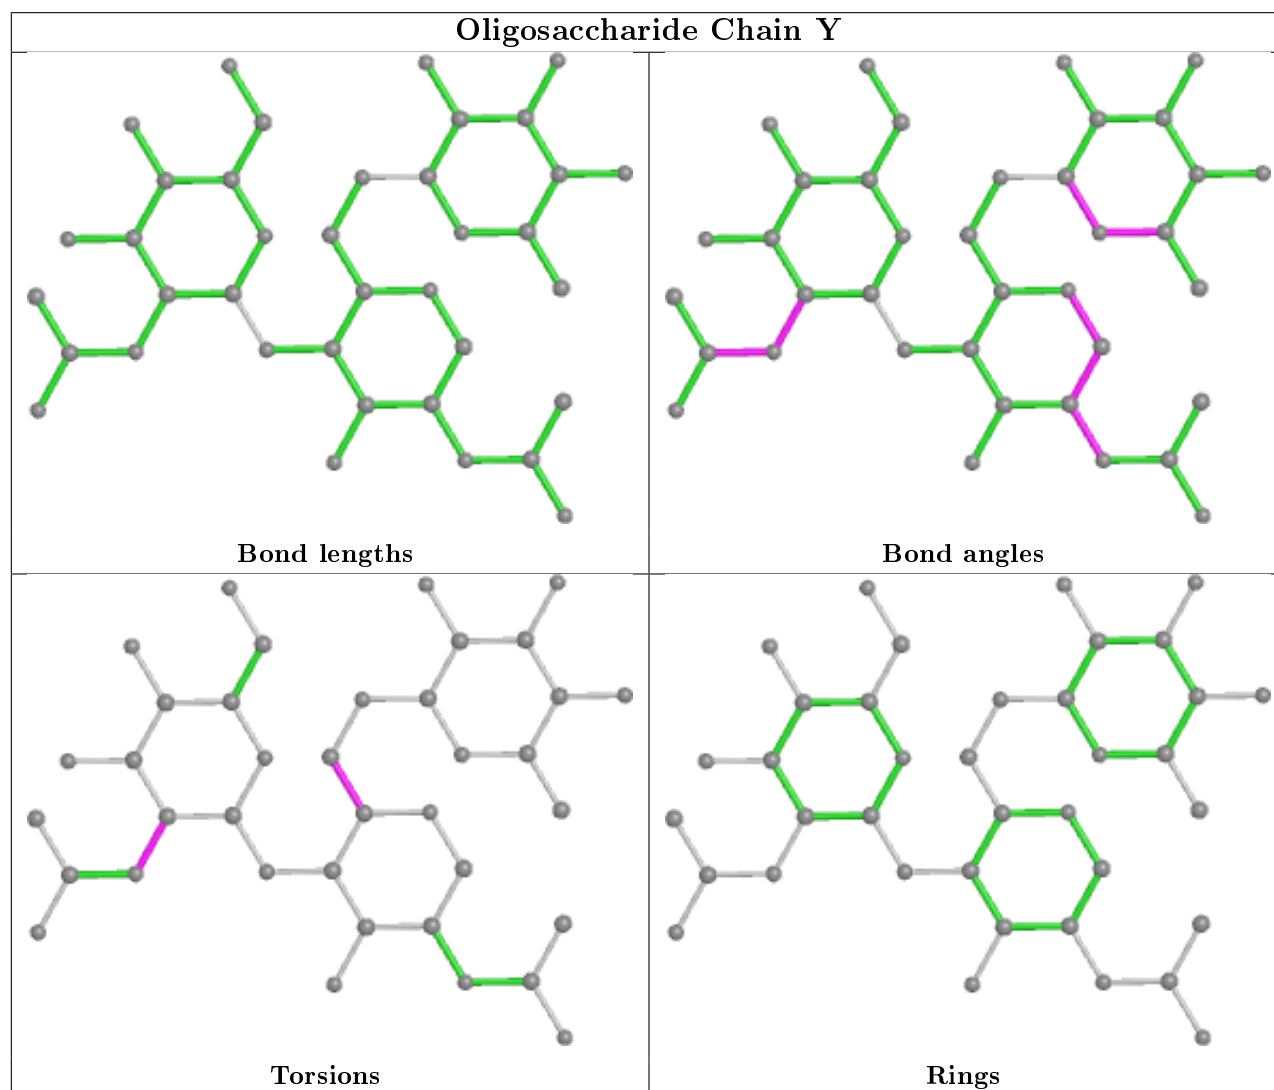 Oligosaccharide Chain Y
Bond lengths
Bond angles
Torsions
Rings